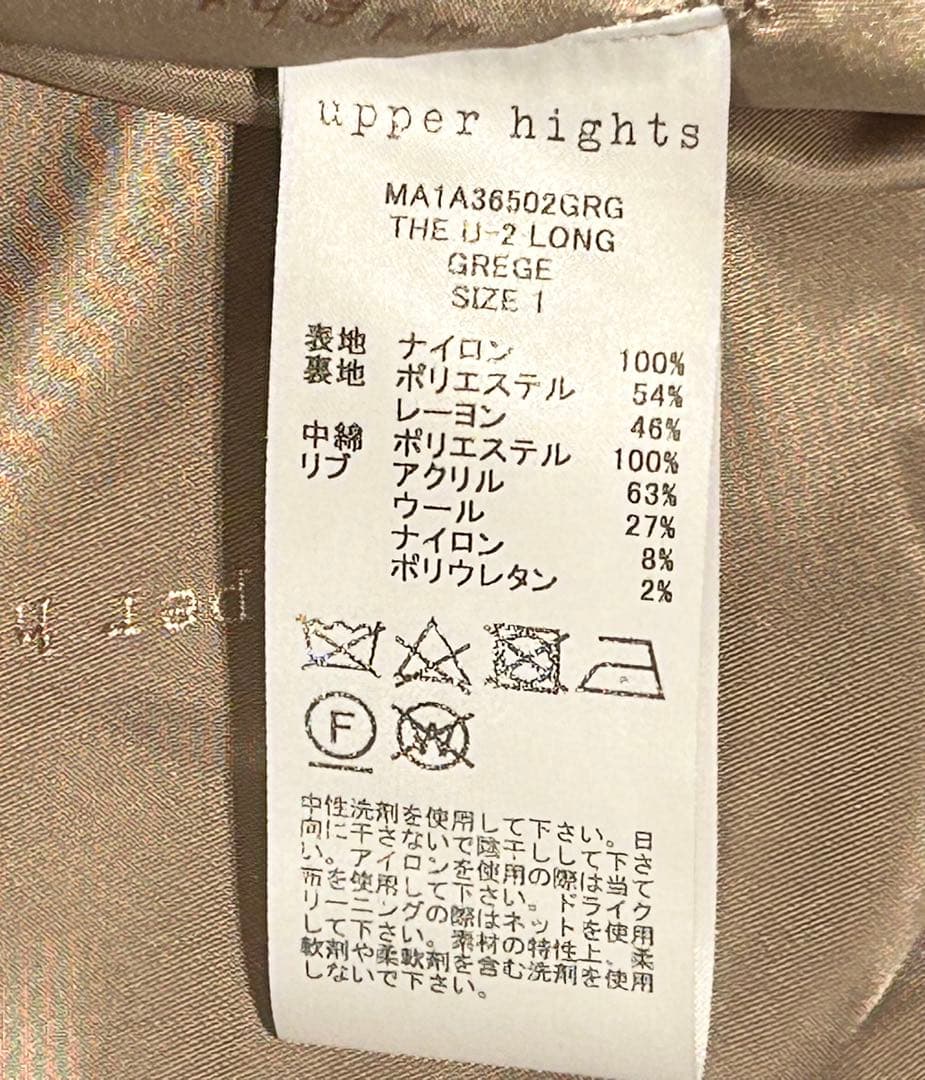 upper hights
MA1A36502GRG
THE U-2 LONG
GREGE
SIZE 1
表地 ナイロン 100%
裏地 ポリエステル 54%
レーヨン 46%
中綿 ポリエステル 100%
リブ アクリル 63%
ウール 27%
ナイロン 8%
ポリウレタン 2%
F
W
中性洗剤を使用して下さい。日
向に干さないで陰干しして下さ
い。アイロンを使用の際は当て
布を使用して下さい。ドライク
リーニングの際はネットを使用
して下さい。素材の特性上、柔
軟剤や柔軟剤を含む洗剤を使用
しないで下さい。